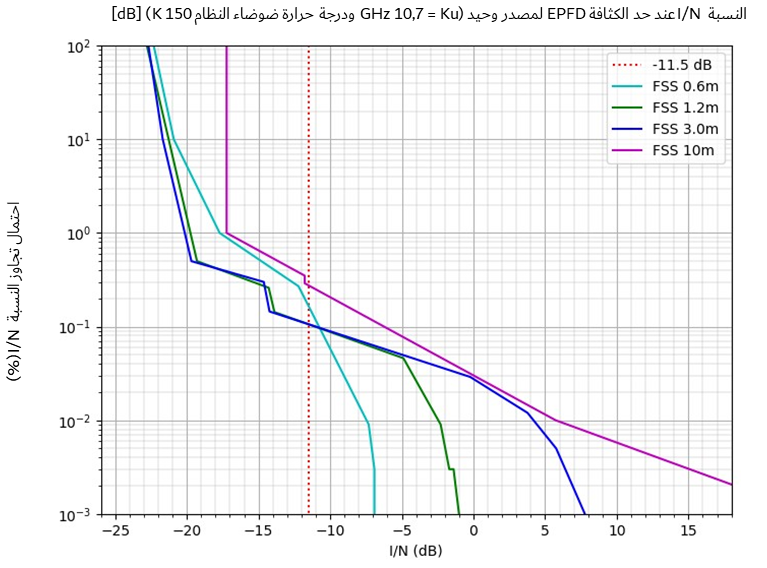 النسبة I/N عند حد الكثافة EPFD لمصدر وحيد (GHz 10,7 = Ku ودرجة حرارة ضوضاء النظام K 150) [dB]
-11.5 dB
FSS 0.6m
FSS 1.2m
FSS 3.0m
FSS 10m
احتمال تجاوز النسبة I/N (%)
10²
10¹
10⁰
10⁻¹
10⁻²
10⁻³
−25 −20 −15 −10 −5 0 5 10 15
I/N (dB)